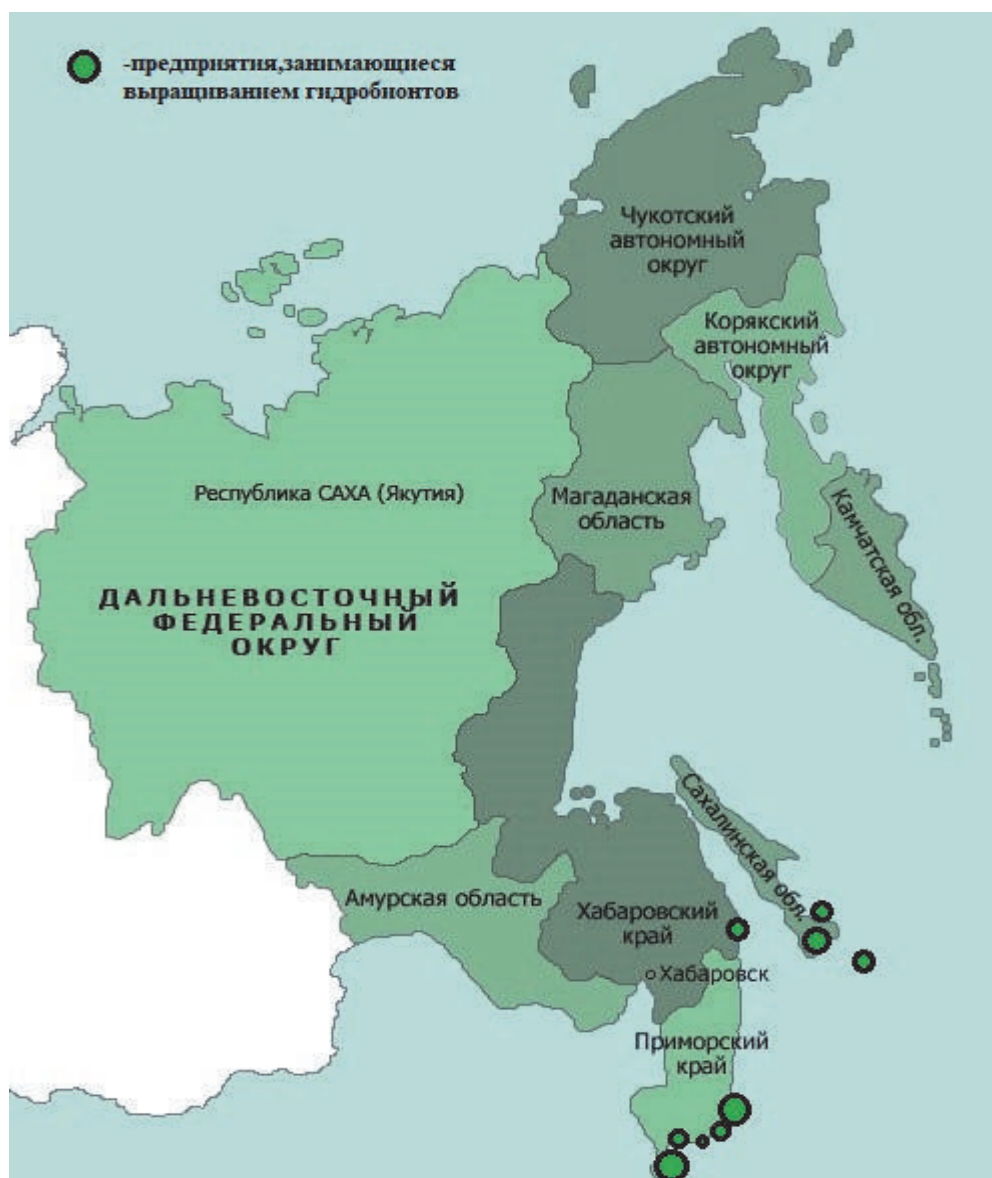 -предприятия,занимающиеся
выращиванием гидробионтов
Чукотский
автономный
округ
Корякский
автономный
округ
Республика САХА (Якутия)
Магаданская
область
Камчатская обл.
ДАЛЬНЕВОСТОЧНЫЙ
ФЕДЕРАЛЬНЫЙ
ОКРУГ
Сахалинская обл.
Амурская область
Хабаровский
край
Хабаровск
Приморский
край